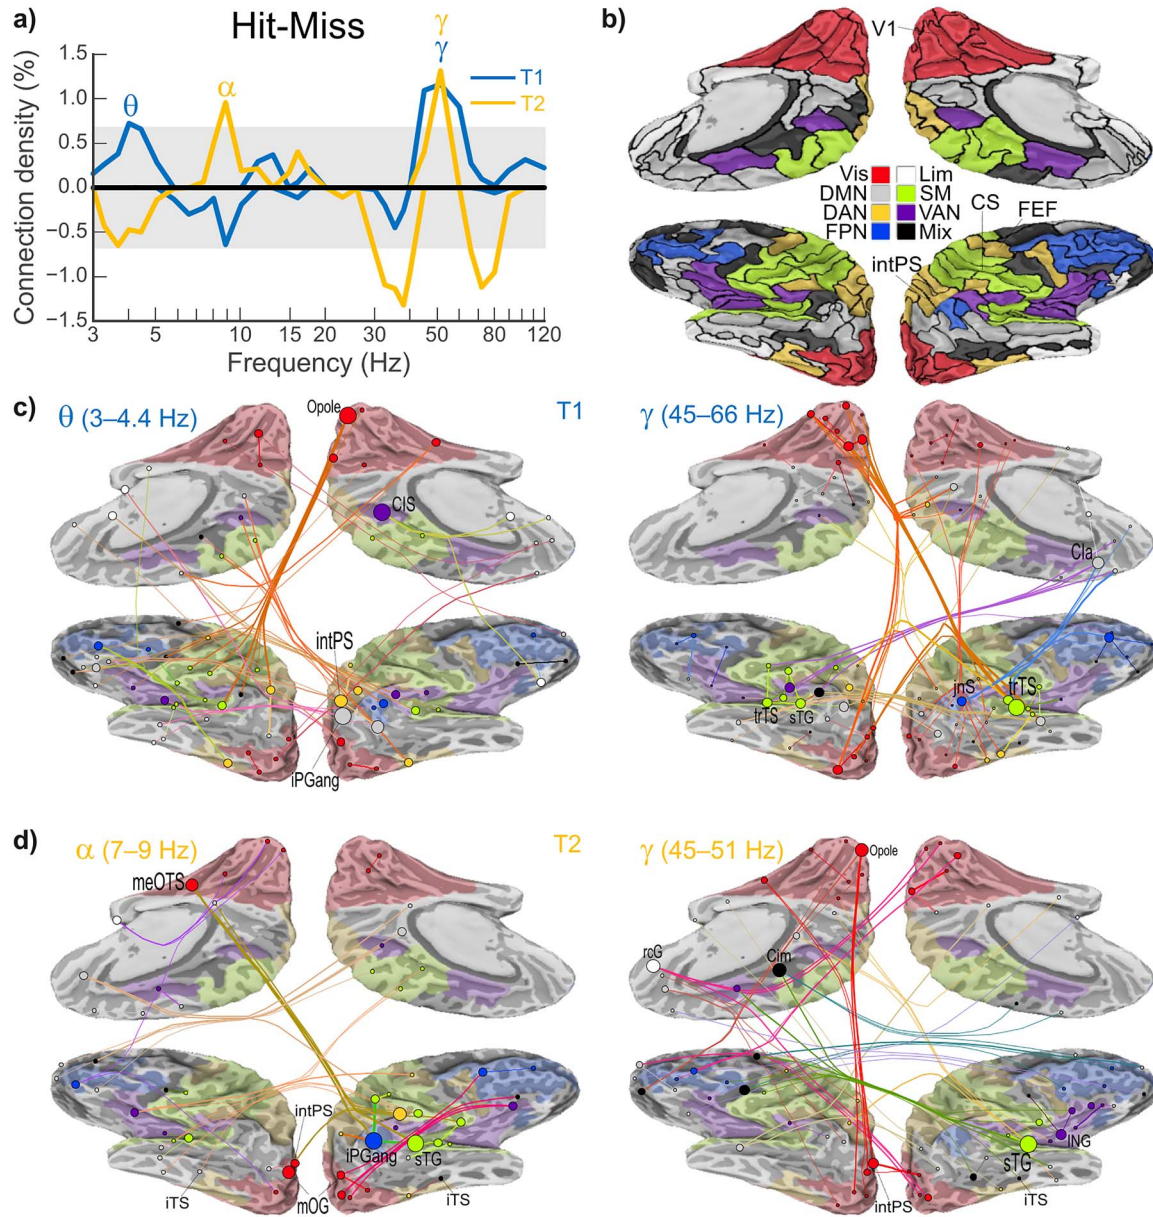 a)
Hit-Miss
γ
γ
1.5
1.0
0.5
0.0
−0.5
−1.0
−1.5
Connection density (%)
θ
α
T1
T2
3 5 10 15 20 30 50 80 120
Frequency (Hz)
b)
V1
Vis Lim
DMN SM
DAN VAN
FPN Mix
CS
FEF
intPS
c)
θ (3–4.4 Hz)
T1
Opole
CIS
intPS
iPGang
γ (45–66 Hz)
Cla
jnS
trTS
trTS
sTG
d)
α (7–9 Hz)
T2
meOTS
intPS
iPGang
sTG
iTS
mOG
iTS
γ (45–51 Hz)
Opole
rcG
Cim
ING
sTG
intPS
iTS